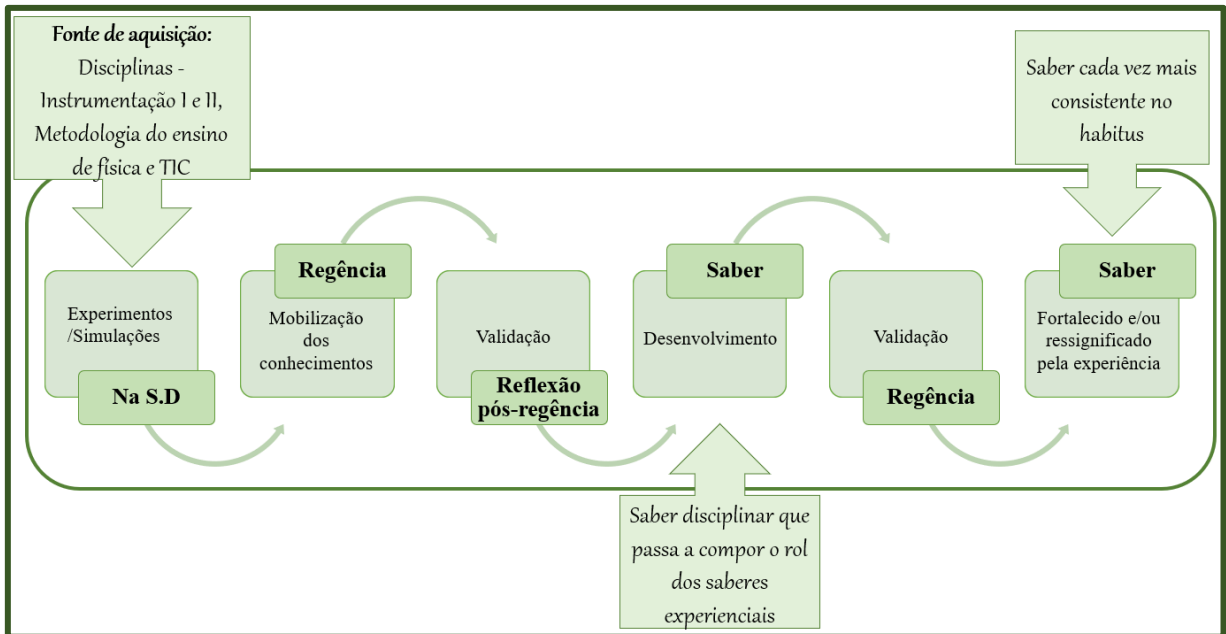 Fonte de aquisição:
Disciplinas -
Instrumentação I e II,
Metodologia do ensino
de física e TIC
Saber cada vez mais
consistente no
habitus
Experimentos
/Simulações
Na S.D
Regência
Mobilização
dos
conhecimentos
Validação
Reflexão
pós-regência
Saber
Desenvolvimento
Validação
Regência
Saber
Fortalecido e/ou
ressignificado
pela experiência
Saber disciplinar que
passa a compor o rol
dos saberes
experienciais